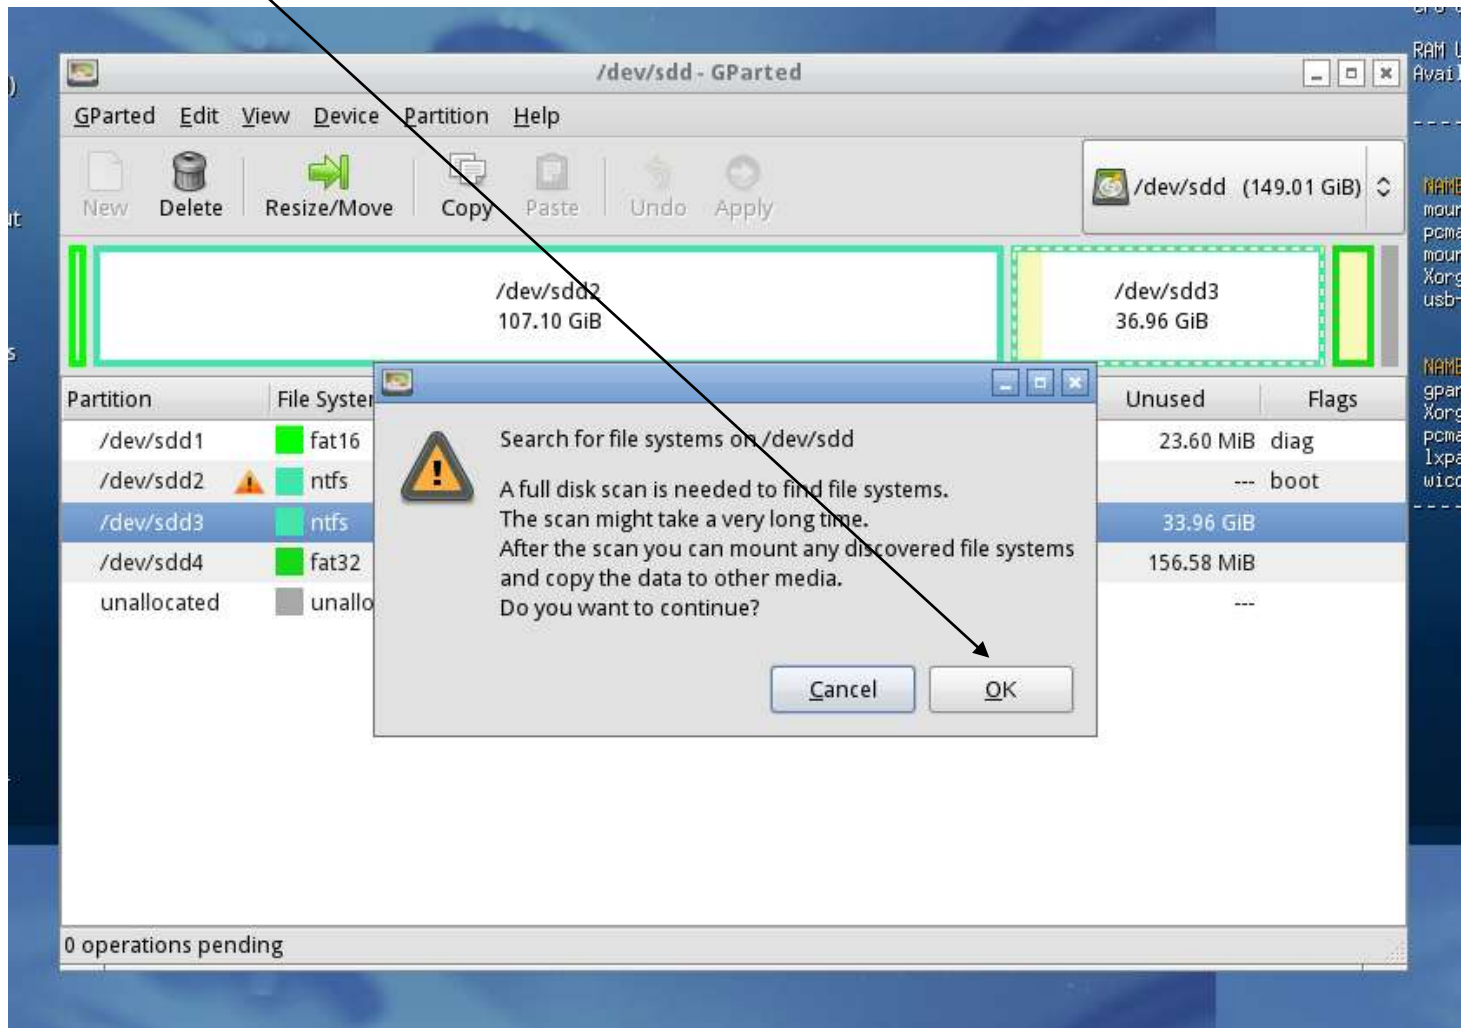 /dev/sdd - GParted
GParted Edit View Device Partition Help
New Delete Resize/Move Copy Paste Undo Apply
/dev/sdd (149.01 GiB)
/dev/sdd2
107.10 GiB
/dev/sdd3
36.96 GiB
Partition
Unused Flags
/dev/sdd1 fat16 23.60 MiB diag
/dev/sdd2 ntfs --- boot
/dev/sdd3 ntfs 33.96 GiB
/dev/sdd4 fat32 156.58 MiB
unallocated ---
Search for file systems on /dev/sdd
A full disk scan is needed to find file systems.
The scan might take a very long time.
After the scan you can mount any discovered file systems
and copy the data to other media.
Do you want to continue?
Cancel OK
0 operations pending
RAM